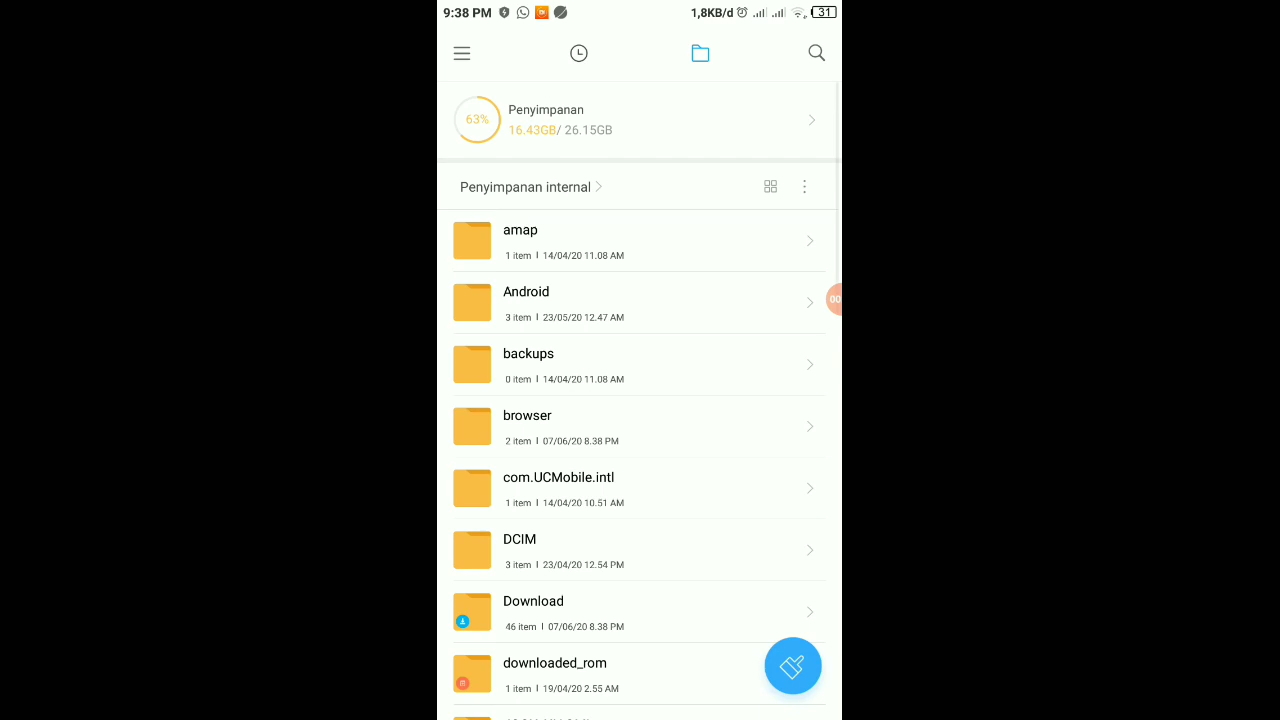 9:38 PM
1,8KB/d
31
63%
Penyimpanan
16.43GB/ 26.15GB
Penyimpanan internal
amap
1 item | 14/04/20 11.08 AM
Android
3 item | 23/05/20 12.47 AM
00
backups
0 item | 14/04/20 11.08 AM
browser
2 item | 07/06/20 8.38 PM
com.UCMobile.intl
1 item | 14/04/20 10.51 AM
DCIM
3 item | 23/04/20 12.54 PM
Download
46 item | 07/06/20 8.38 PM
downloaded_rom
1 item | 19/04/20 2.55 AM